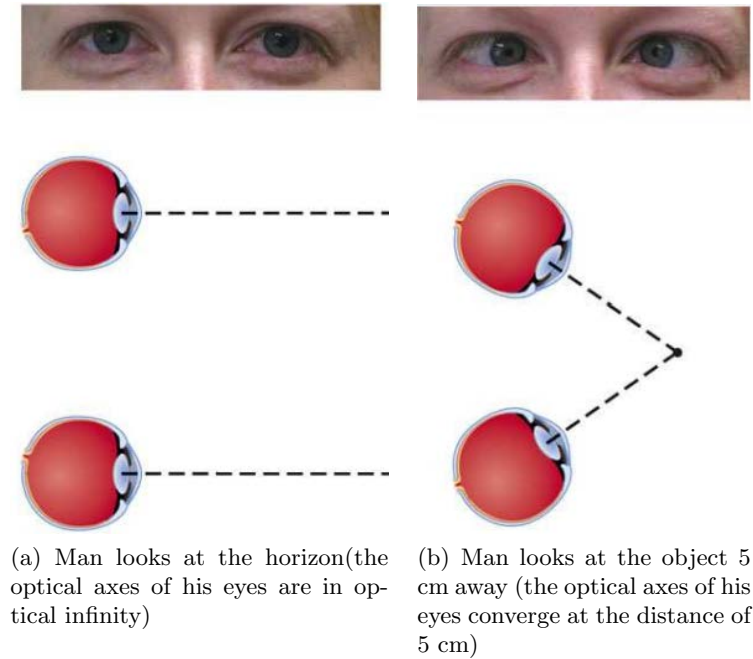 (a) Man looks at the horizon(the
optical axes of his eyes are in op-
tical infinity)
(b) Man looks at the object 5
cm away (the optical axes of his
eyes converge at the distance of
5 cm)